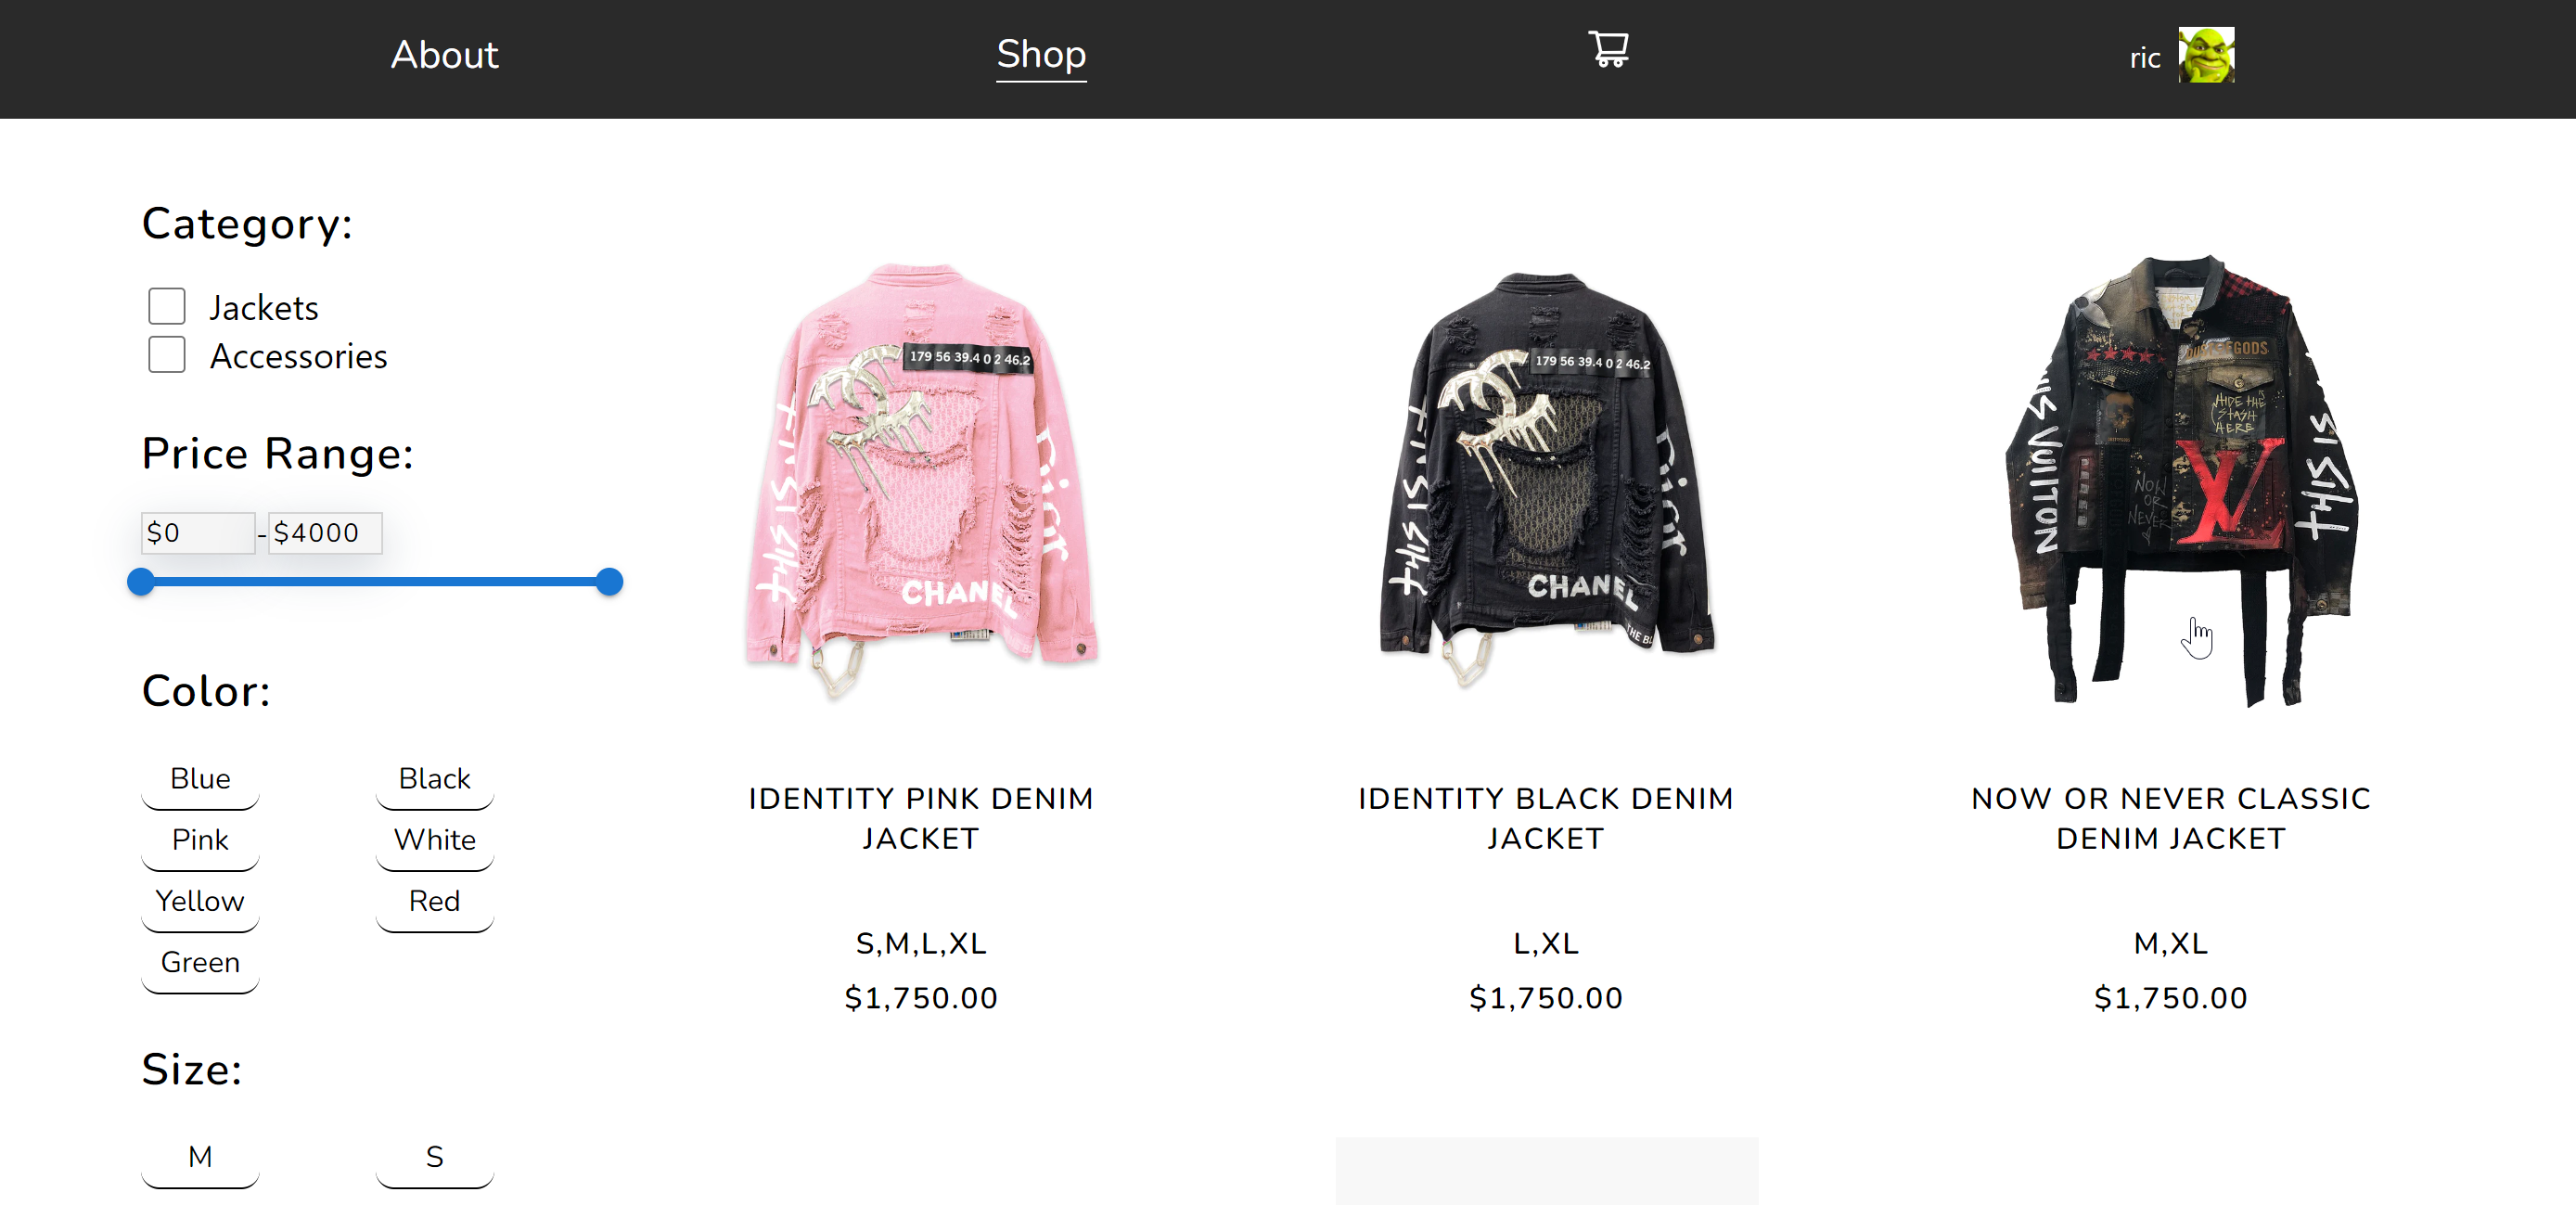 About
Shop
ric
Category:
Jackets
Accessories
Price Range:
$0 - $4000
Color:
Blue
Black
Pink
White
Yellow
Red
Green
Size:
M
S
179 56 39.4 0 2 46.2
THIS IS
Dior
CHANEL
IDENTITY PINK DENIM
JACKET
S,M,L,XL
$1,750.00
179 56 39.4 0 2 46.2
THIS IS
Dior
CHANEL
IDENTITY BLACK DENIM
JACKET
L,XL
$1,750.00
GODS
HIDE THE
STASH
HERE
VUITTON
THIS IS
NOW
OR
NEVER
LV
NOW OR NEVER CLASSIC
DENIM JACKET
M,XL
$1,750.00